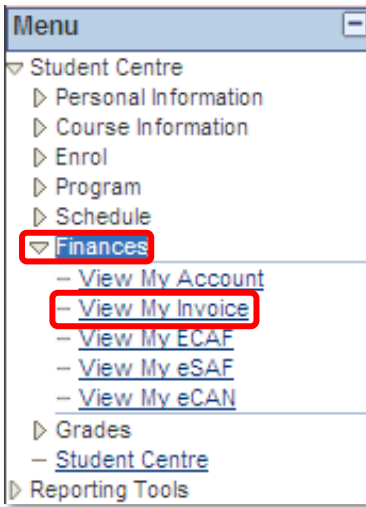 Menu
Student Centre
Personal Information
Course Information
Enrol
Program
Schedule
Finances
– View My Account
– View My Invoice
– View My ECAF
– View My eSAF
– View My eCAN
Grades
– Student Centre
Reporting Tools